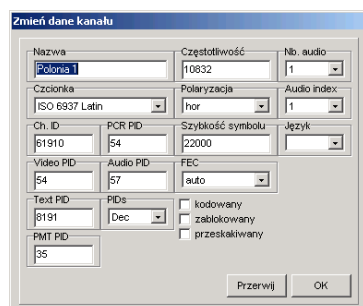 Zmień dane kanału
Nazwa Częstotliwość Nb. audio
Polonia 1 10832 1
Czcionka Polaryzacja Audio index
ISO 6937 Latin hor 1
Ch. ID PCR PID Szybkość symbolu Język
61910 54 22000
Video PID Audio PID FEC
54 57 auto
Text PID PIDs kodowany
8191 Dec zablokowany
PMT PID przeskakiwany
35
Przerwij OK